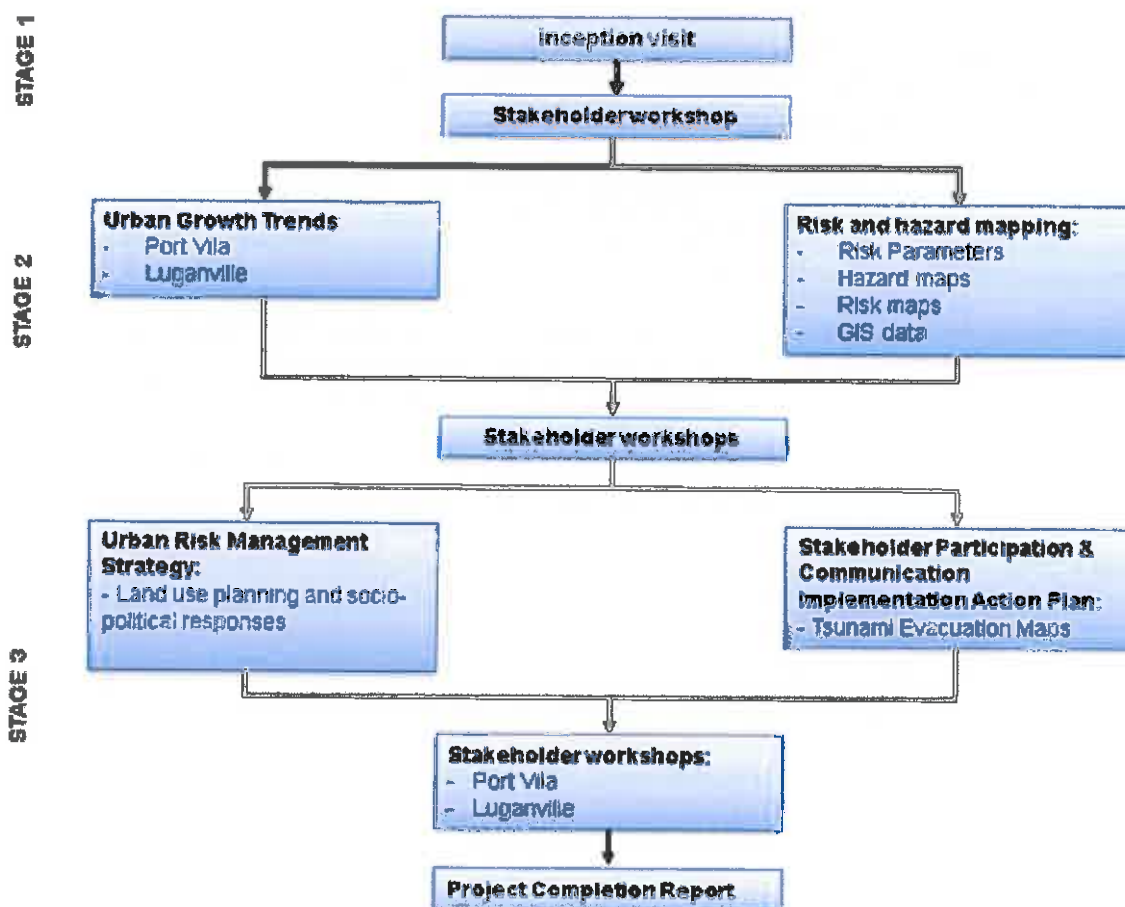 STAGE 1
Inception visit
Stakeholder workshop
STAGE 2
Urban Growth Trends
- Port Vila
- Luganville
Risk and hazard mapping:
- Risk Parameters
- Hazard maps
- Risk maps
- GIS data
Stakeholder workshops
STAGE 3
Urban Risk Management
Strategy:
- Land use planning and socio-
political responses
Stakeholder Participation &
Communication
Implementation Action Plan:
- Tsunami Evacuation Maps
Stakeholder workshops:
- Port Vila
- Luganville
Project Completion Report